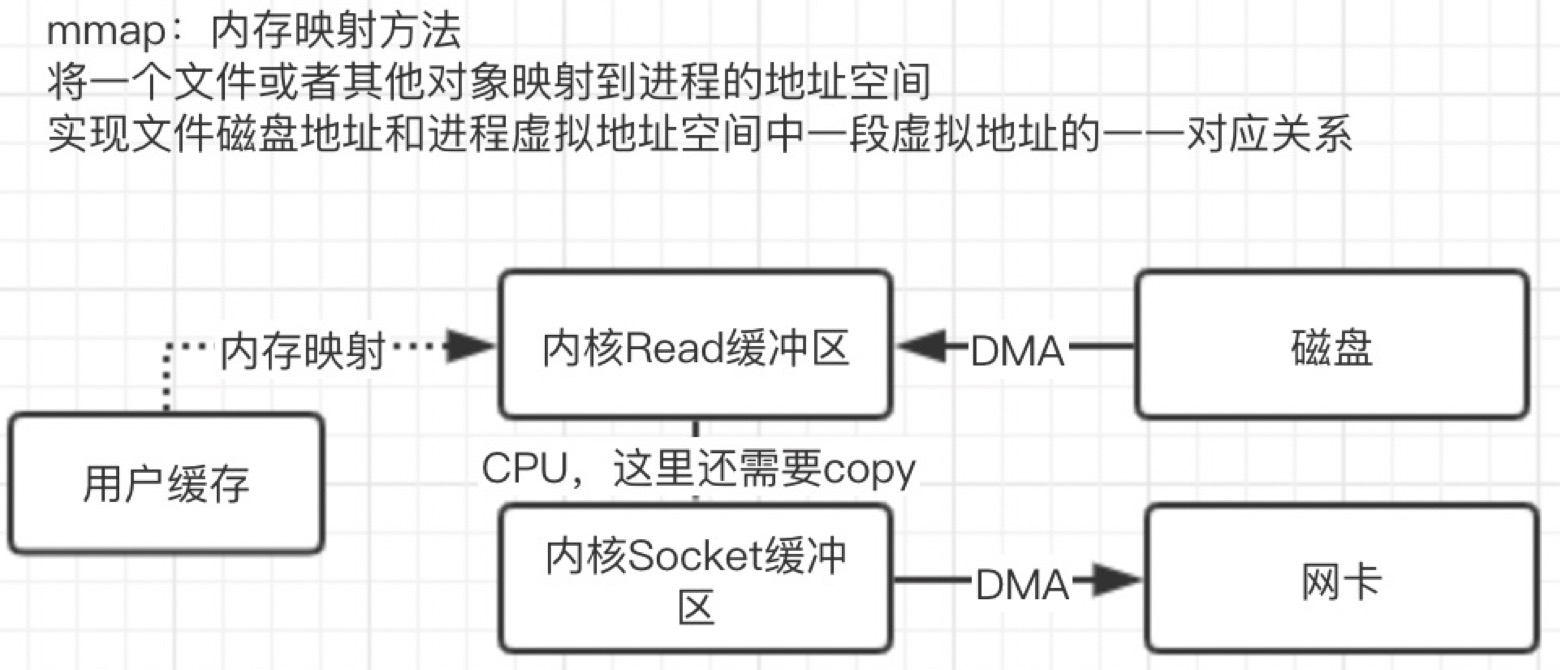 mmap：内存映射方法
将一个文件或者其他对象映射到进程的地址空间
实现文件磁盘地址和进程虚拟地址空间中一段虚拟地址的一一对应关系
内存映射
内核Read缓冲区
DMA
磁盘
用户缓存
CPU，这里还需要copy
内核Socket缓冲
区
DMA
网卡